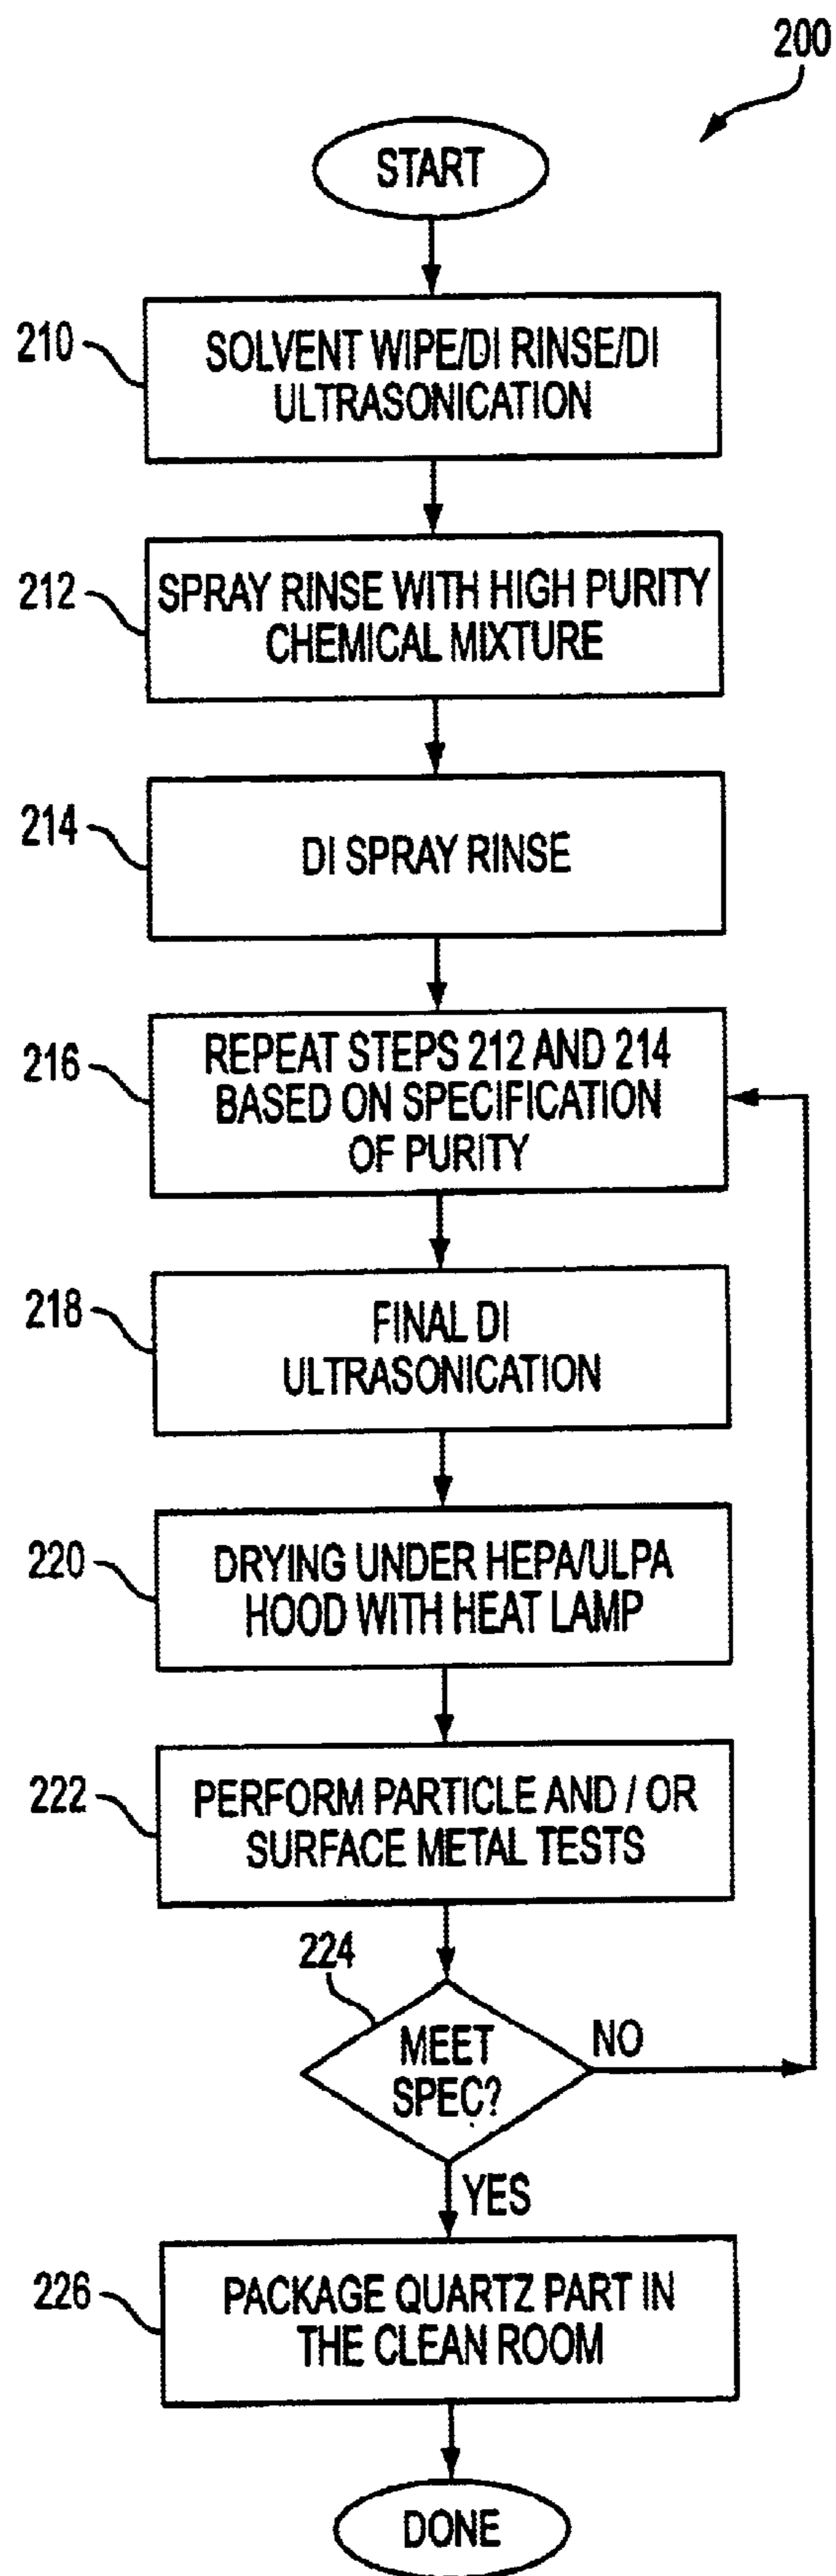 200
START
210
SOLVENT WIPE/DI RINSE/DI
ULTRASONICATION
212
SPRAY RINSE WITH HIGH PURITY
CHEMICAL MIXTURE
214
DI SPRAY RINSE
216
REPEAT STEPS 212 AND 214
BASED ON SPECIFICATION
OF PURITY
218
FINAL DI
ULTRASONICATION
220
DRYING UNDER HEPA/ULPA
HOOD WITH HEAT LAMP
222
PERFORM PARTICLE AND / OR
SURFACE METAL TESTS
224
MEET
SPEC?
NO
YES
226
PACKAGE QUARTZ PART IN
THE CLEAN ROOM
DONE